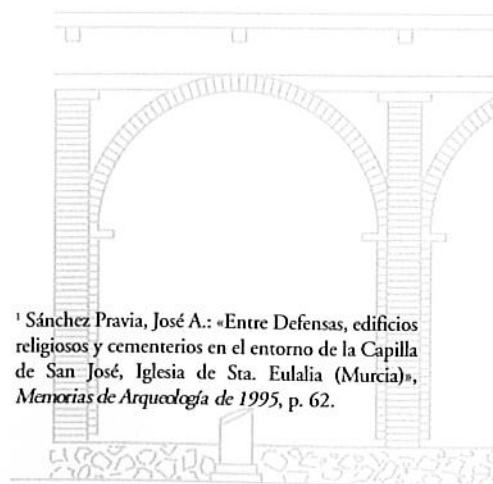 ¹ Sánchez Pravia, José A.: «Entre Defensas, edificios
religiosos y cementerios en el entorno de la Capilla
de San José, Iglesia de Sta. Eulalia (Murcia)»,
Memorias de Arqueología de 1995, p. 62.